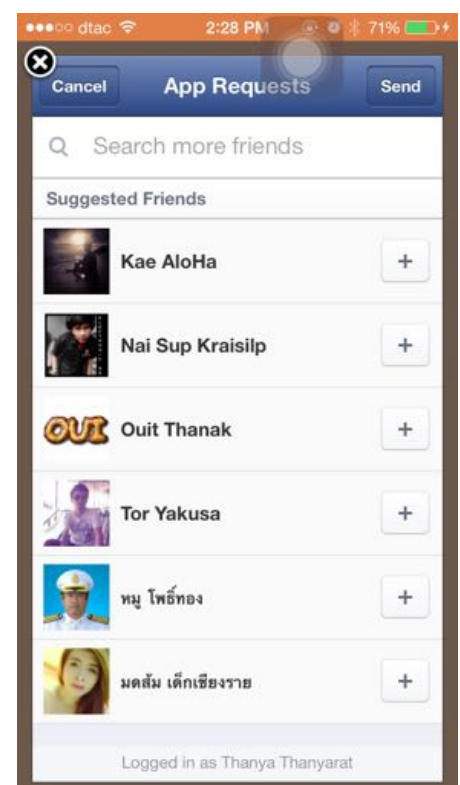 dtac 2:28 PM 71%
Cancel App Requests Send
Search more friends
Suggested Friends
Kae AloHa
Nai Sup Kraisilp
OUI
Ouit Thanak
Tor Yakusa
หมู โพธิ์ทอง
มดส้ม เด็กเชียงราย
Logged in as Thanya Thanyarat